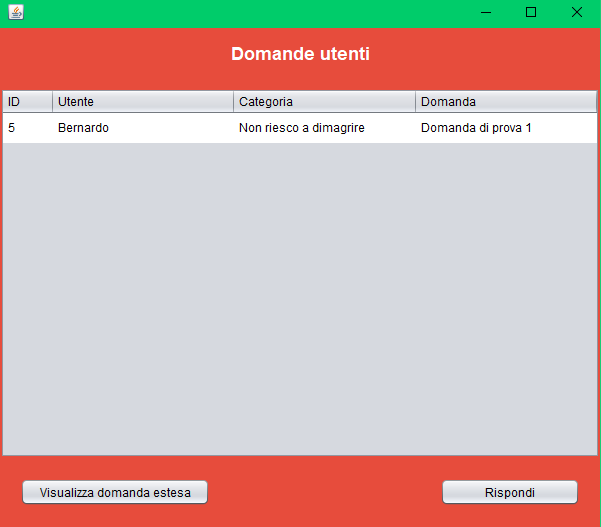 Domande utenti
ID Utente Categoria Domanda
5 Bernardo Non riesco a dimagrire Domanda di prova 1
Visualizza domanda estesa Rispondi